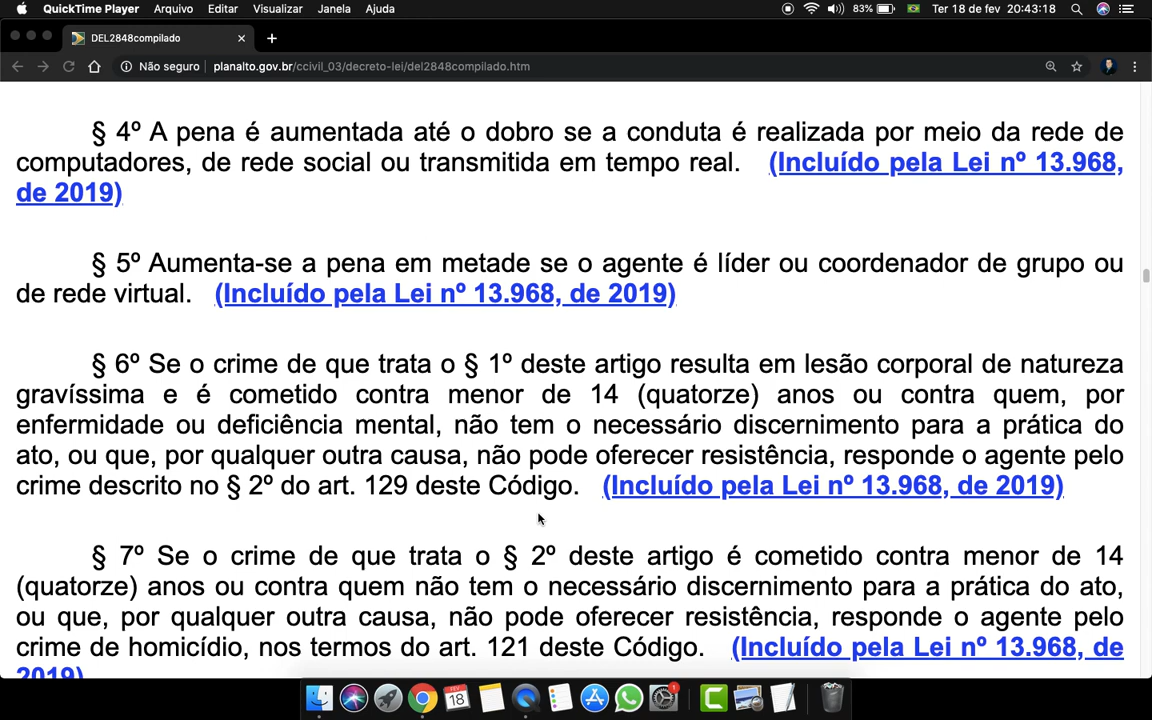 QuickTime Player Arquivo Editar Visualizar Janela Ajuda 83% Ter 18 de fev 20:43:18
DEL2848compilado
Não seguro planalto.gov.br/ccivil_03/decreto-lei/del2848compilado.htm
§ 4º A pena é aumentada até o dobro se a conduta é realizada por meio da rede de
computadores, de rede social ou transmitida em tempo real. (Incluído pela Lei nº 13.968,
de 2019)
§ 5º Aumenta-se a pena em metade se o agente é líder ou coordenador de grupo ou
de rede virtual. (Incluído pela Lei nº 13.968, de 2019)
§ 6º Se o crime de que trata o § 1º deste artigo resulta em lesão corporal de natureza
gravíssima e é cometido contra menor de 14 (quatorze) anos ou contra quem, por
enfermidade ou deficiência mental, não tem o necessário discernimento para a prática do
ato, ou que, por qualquer outra causa, não pode oferecer resistência, responde o agente pelo
crime descrito no § 2º do art. 129 deste Código. (Incluído pela Lei nº 13.968, de 2019)
§ 7º Se o crime de que trata o § 2º deste artigo é cometido contra menor de 14
(quatorze) anos ou contra quem não tem o necessário discernimento para a prática do ato,
ou que, por qualquer outra causa, não pode oferecer resistência, responde o agente pelo
crime de homicídio, nos termos do art. 121 deste Código. (Incluído pela Lei nº 13.968, de
2019)
FEV
18
1